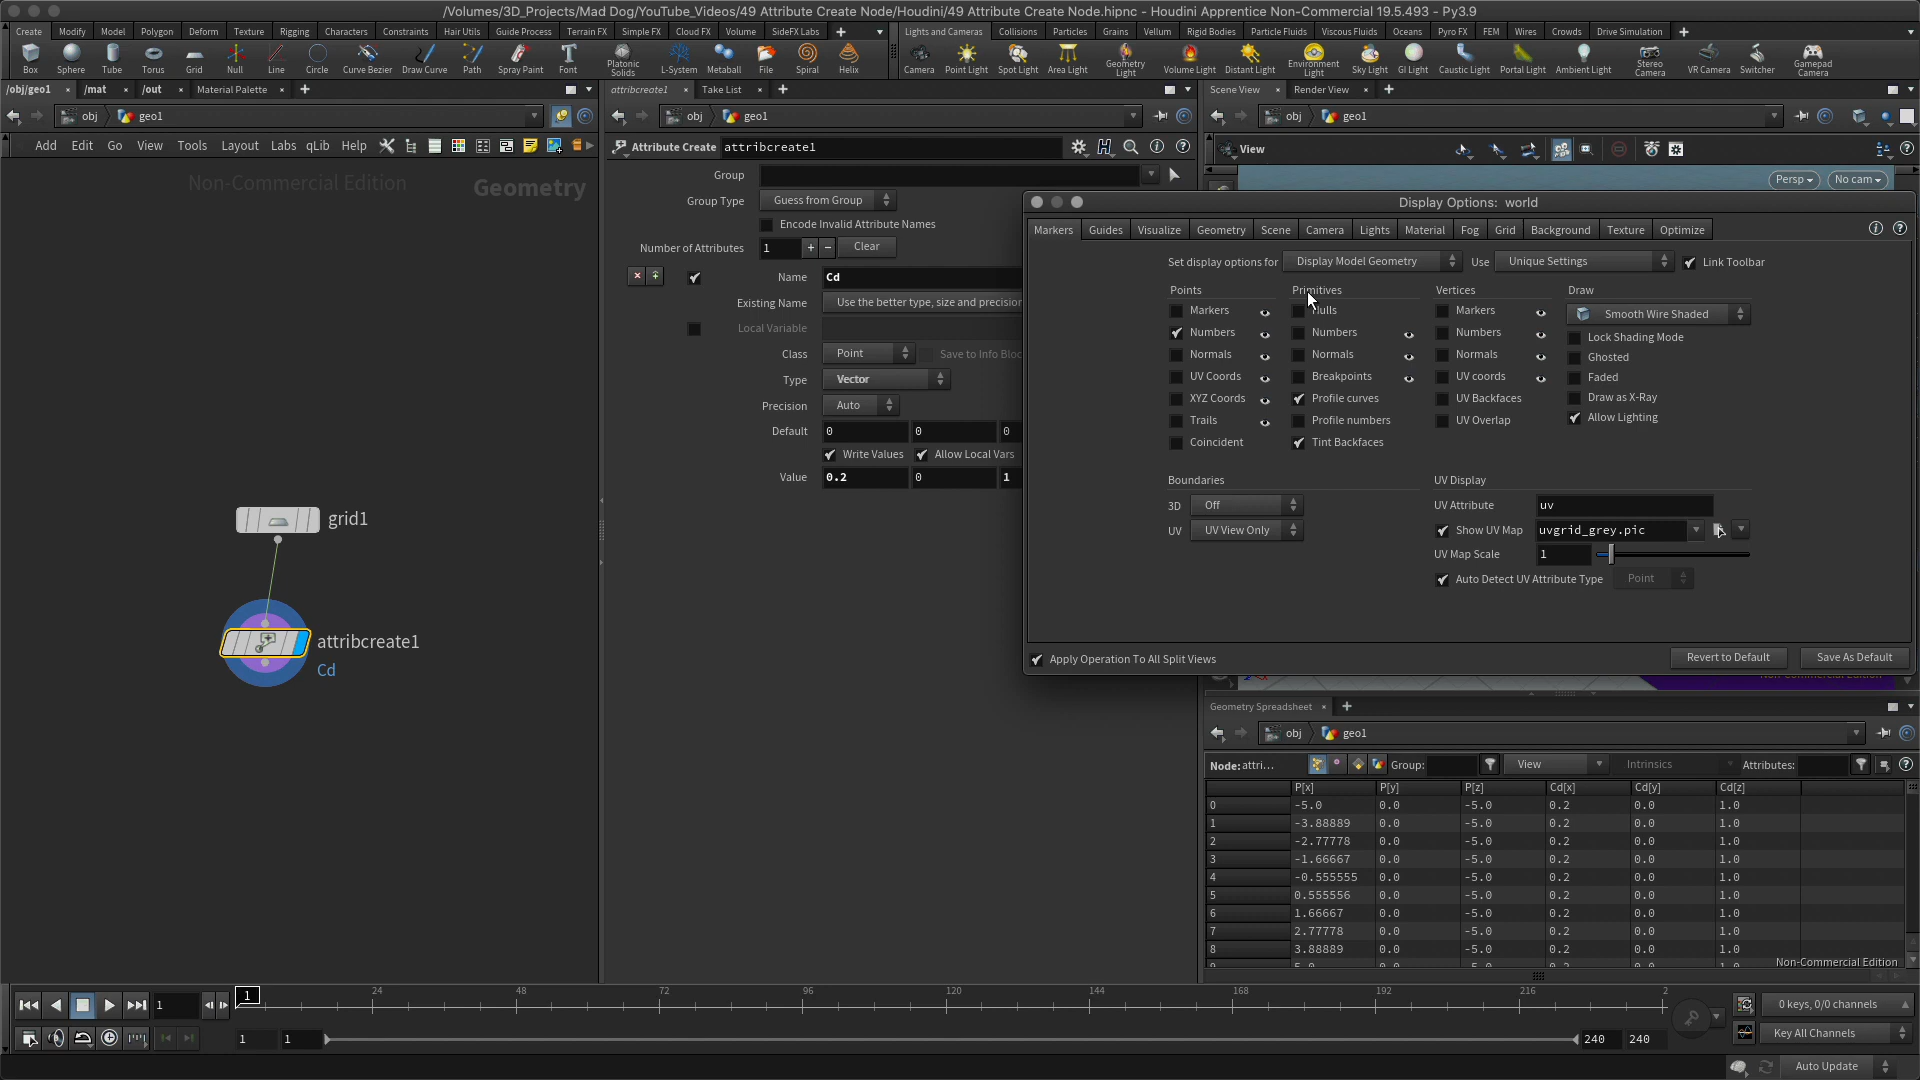 /Volumes/3D_Projects/Mad Dog/YouTube_Videos/49 Attribute Create Node/Houdini/49 Attribute Create Node.hipnc - Houdini Apprentice Non-Commercial 19.5.493 - Py3.9
Create Modify Model Polygon Deform Texture Rigging Characters Constraints Hair Utils Guide Process Terrain FX Simple FX Cloud FX Volume SideFX Labs
Lights and Cameras Collisions Particles Grains Vellum Rigid Bodies Particle Fluids Viscous Fluids Oceans Pyro FX FEM Wires Crowds Drive Simulation
Box Sphere Tube Torus Grid Null Line Circle Curve Bezier Draw Curve Path Spray Paint Font Platonic Solids L-System Metaball File Spiral Helix
Camera Point Light Spot Light Area Light Geometry Light Volume Light Distant Light Environment Light Sky Light GI Light Caustic Light Portal Light Ambient Light Stereo Camera VR Camera Switcher Gamepad Camera
/obj/geo1 /mat /out Material Palette
attribcreate1 Take List
Scene View Render View
obj geo1
obj geo1
obj geo1
Add Edit Go View Tools Layout Labs qLib Help
Non-Commercial Edition
Geometry
grid1
attribcreate1
Cd
Attribute Create attribcreate1
Group
Group Type Guess from Group
Encode Invalid Attribute Names
Number of Attributes 1 + − Clear
Name Cd
Existing Name Use the better type, size and precision
Local Variable
Class Point Save to Info Bloc
Type Vector
Precision Auto
Default 0 0 0
Write Values Allow Local Vars
Value 0.2 0 1
View
Persp No cam
Display Options: world
Markers Guides Visualize Geometry Scene Camera Lights Material Fog Grid Background Texture Optimize
Set display options for Display Model Geometry Use Unique Settings Link Toolbar
Points Primitives Vertices Draw
Markers Hulls Markers Smooth Wire Shaded
Numbers Numbers Numbers Lock Shading Mode
Normals Normals Normals Ghosted
UV Coords Breakpoints UV coords Faded
XYZ Coords Profile curves UV Backfaces Draw as X-Ray
Trails Profile numbers UV Overlap Allow Lighting
Coincident Tint Backfaces
Boundaries UV Display
3D Off UV Attribute uv
UV UV View Only Show UV Map uvgrid_grey.pic
UV Map Scale 1
Auto Detect UV Attribute Type Point
Apply Operation To All Split Views Revert to Default Save As Default
Non-Commercial Edition
Geometry Spreadsheet
obj geo1
Node: attri... Group: View Intrinsics Attributes:
P[x] P[y] P[z] Cd[x] Cd[y] Cd[z]
0 -5.0 0.0 -5.0 0.2 0.0 1.0
1 -3.88889 0.0 -5.0 0.2 0.0 1.0
2 -2.77778 0.0 -5.0 0.2 0.0 1.0
3 -1.66667 0.0 -5.0 0.2 0.0 1.0
4 -0.555555 0.0 -5.0 0.2 0.0 1.0
5 0.555556 0.0 -5.0 0.2 0.0 1.0
6 1.66667 0.0 -5.0 0.2 0.0 1.0
7 2.77778 0.0 -5.0 0.2 0.0 1.0
8 3.88889 0.0 -5.0 0.2 0.0 1.0
Non-Commercial Edition
1 1 24 48 72 96 120 144 168 192 216 2
0 keys, 0/0 channels
1 1 240 240
Key All Channels
Auto Update